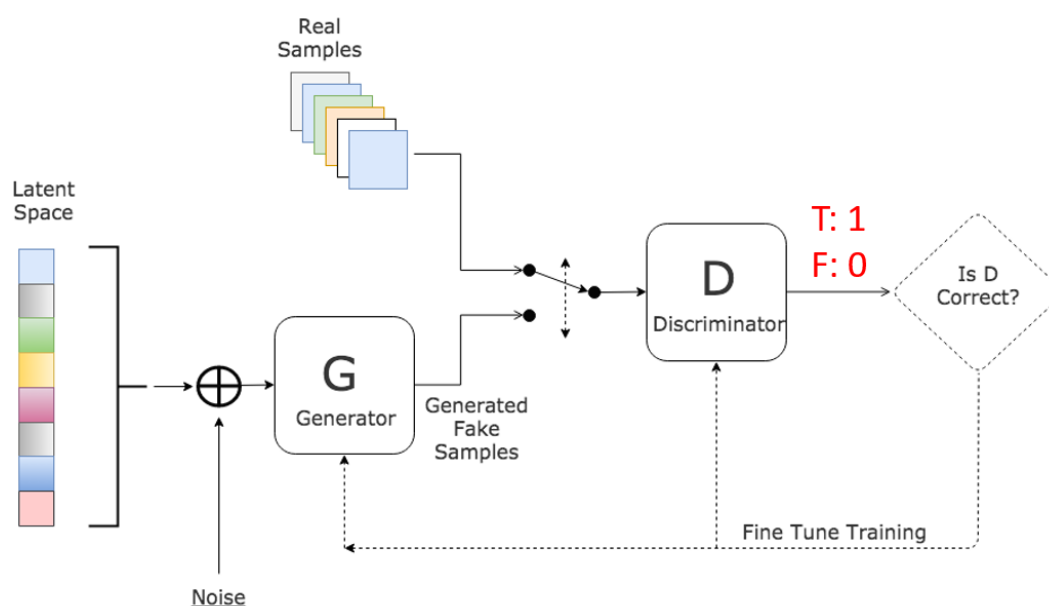 Real
Samples
Latent
Space
T: 1
F: 0
D
Discriminator
Is D
Correct?
G
Generator
Generated
Fake
Samples
Fine Tune Training
Noise